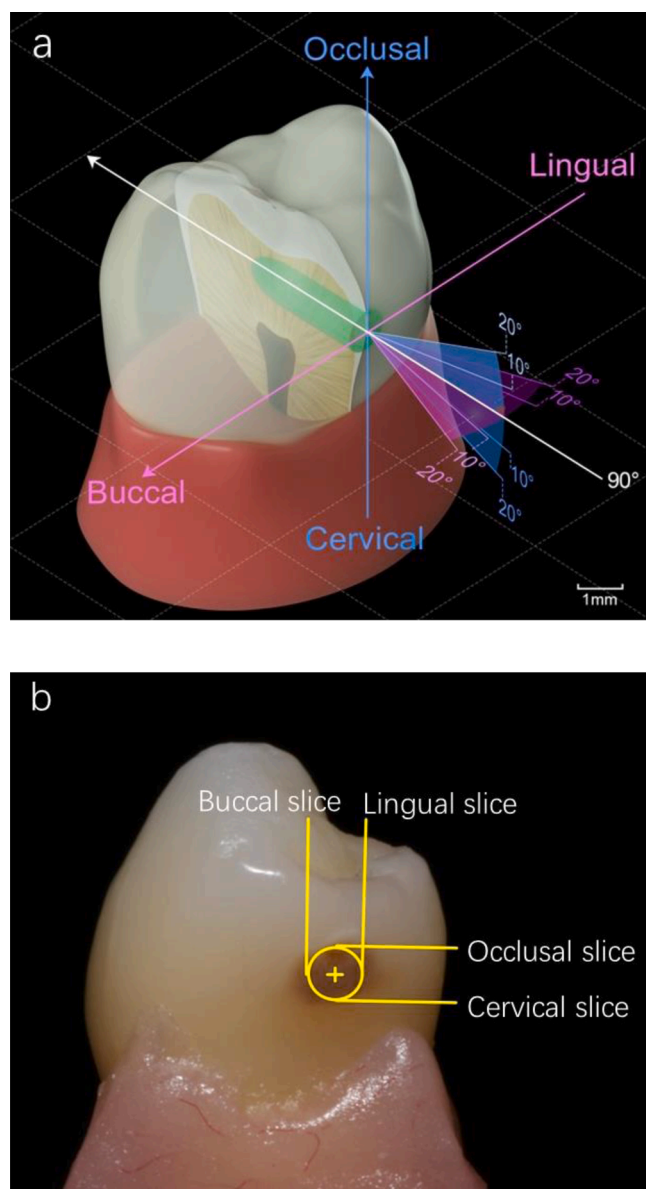 a
Occlusal
Lingual
20°
10°
20°
10°
90°
10°
20°
10°
20°
Buccal
Cervical
1mm
b
Buccal slice Lingual slice
Occlusal slice
Cervical slice